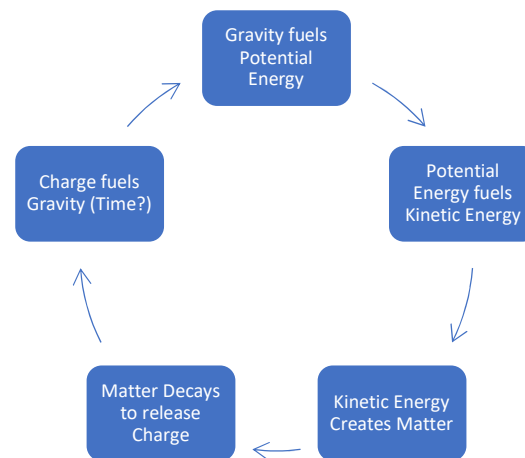 Gravity fuels
Potential
Energy
Potential
Energy fuels
Kinetic Energy
Kinetic Energy
Creates Matter
Matter Decays
to release
Charge
Charge fuels
Gravity (Time?)